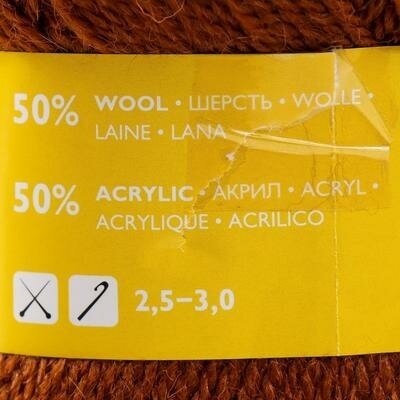 50% WOOL • ШЕРСТЬ • WOLLE •
LAINE • LANA
50% ACRYLIC • АКРИЛ • ACRYL •
ACRYLIQUE • ACRILICO
2,5–3,0